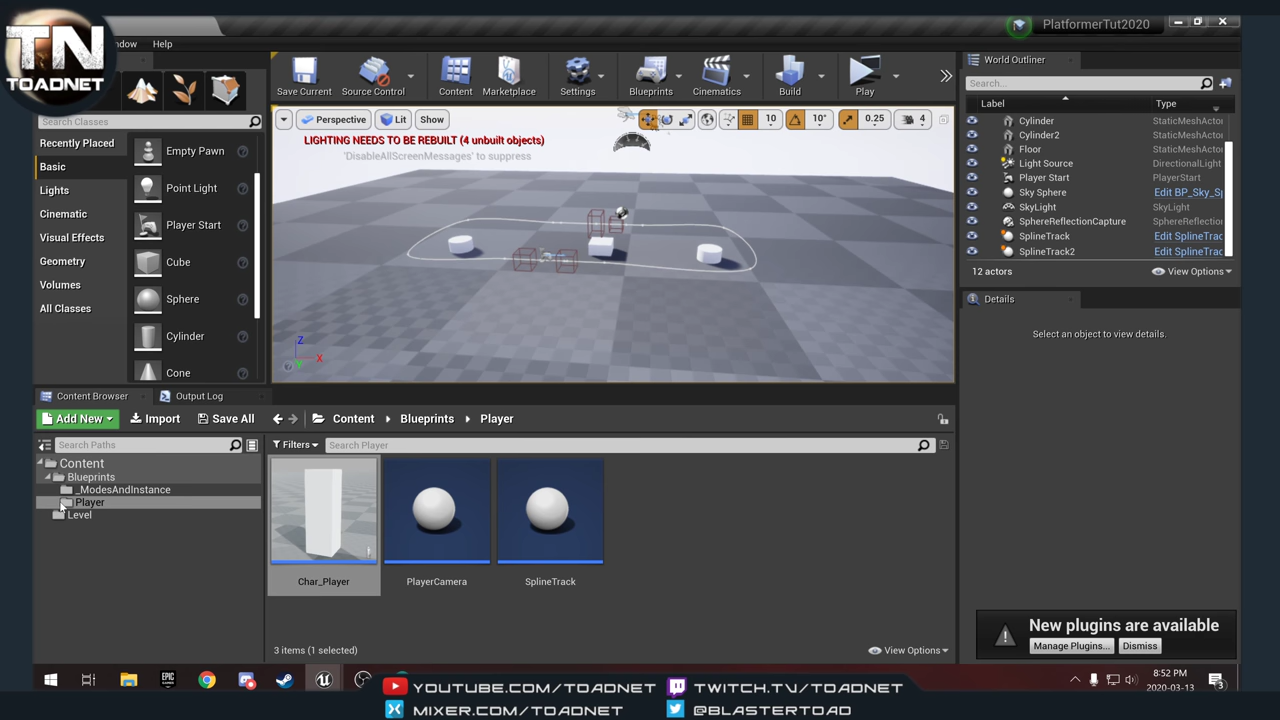 TN
TOADNET
PlatformerTut2020
Help
Save Current
Source Control
Content
Marketplace
Settings
Blueprints
Cinematics
Build
Play
Search Classes
Recently Placed
Basic
Lights
Cinematic
Visual Effects
Geometry
Volumes
All Classes
Empty Pawn
Point Light
Player Start
Cube
Sphere
Cylinder
Cone
Perspective
Lit
Show
10
10°
0.25
4
LIGHTING NEEDS TO BE REBUILT (4 unbuilt objects)
'DisableAllScreenMessages' to suppress
Z
X
Y
World Outliner
Search...
Label Type
Cylinder StaticMeshActor
Cylinder2 StaticMeshActor
Floor StaticMeshActor
Light Source DirectionalLight
Player Start PlayerStart
Sky Sphere Edit BP_Sky_Sp
SkyLight SkyLight
SphereReflectionCapture SphereReflectio
SplineTrack Edit SplineTrac
SplineTrack2 Edit SplineTrac
12 actors
View Options
Details
Select an object to view details.
Content Browser
Output Log
Add New
Import
Save All
Content
Blueprints
Player
Search Paths
Filters
Search Player
Content
Blueprints
_ModesAndInstance
Player
Level
Char_Player
PlayerCamera
SplineTrack
3 items (1 selected)
View Options
New plugins are available
Manage Plugins...
Dismiss
EPIC
8:52 PM
2020-03-13
3
YOUTUBE.COM/TOADNET
TWITCH.TV/TOADNET
MIXER.COM/TOADNET
@BLASTERTOAD